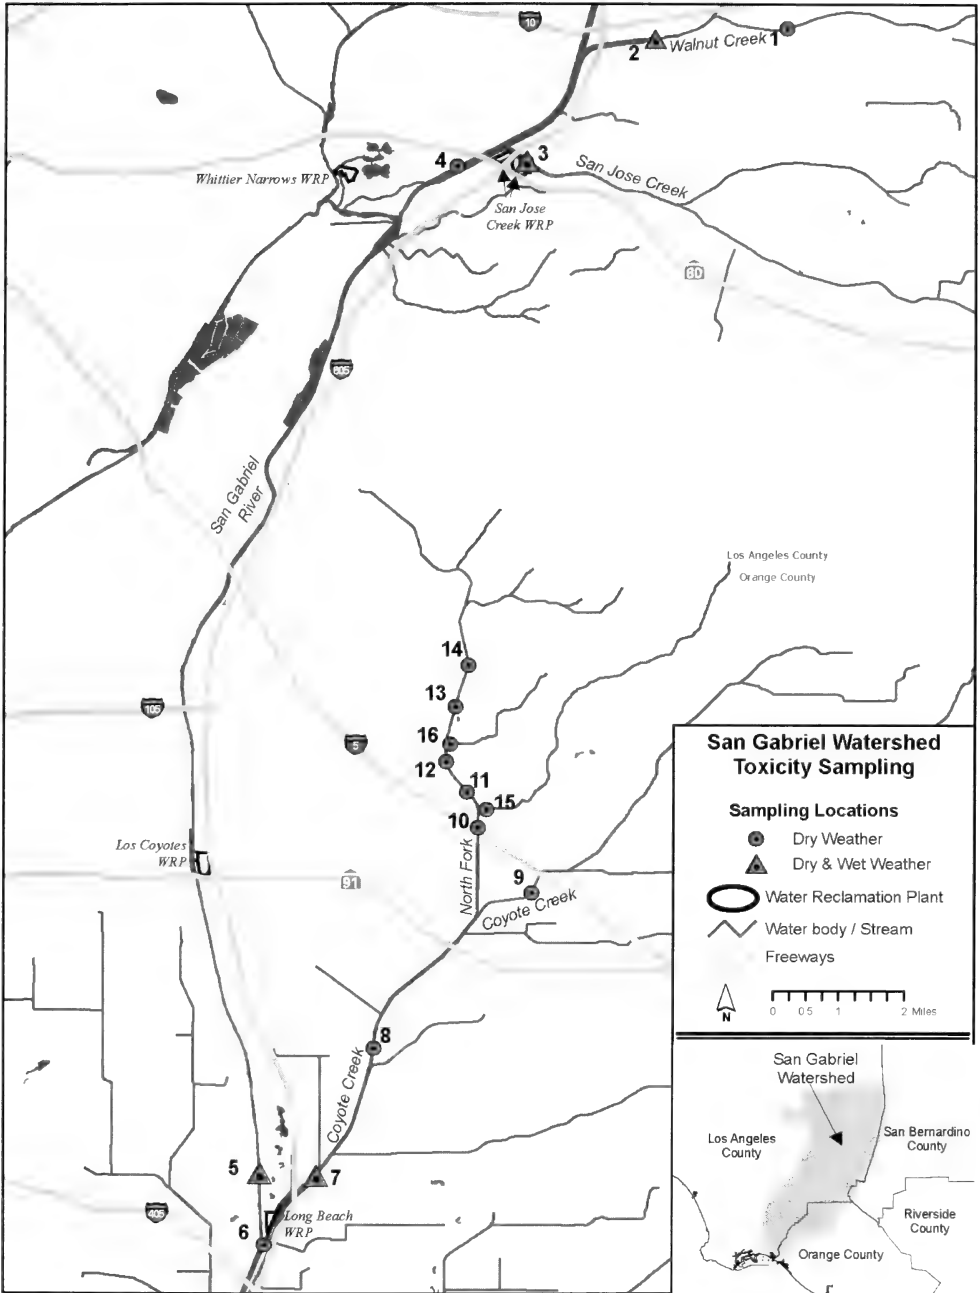 10
2
Walnut Creek
1
4
3
San Jose Creek
Whittier Narrows WRP
San Jose
Creek WRP
60
605
San Gabriel
River
Los Angeles County
Orange County
14
13
105
16
5
12
11
15
10
Los Coyotes
WRP
91
North Fork
9
Coyote Creek
8
Coyote Creek
5
7
405
Long Beach
WRP
6
San Gabriel Watershed
Toxicity Sampling
Sampling Locations
Dry Weather
Dry & Wet Weather
Water Reclamation Plant
Water body / Stream
Freeways
N
0 0.5 1 2 Miles
San Gabriel
Watershed
Los Angeles
County
San Bernardino
County
Riverside
County
Orange County